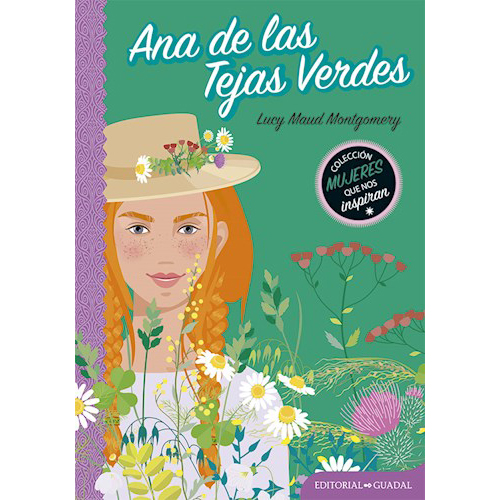 Ana de las
Tejas Verdes
Lucy Maud Montgomery
COLECCIÓN
MUJERES
QUE NOS
inspiran
EDITORIAL GUADAL